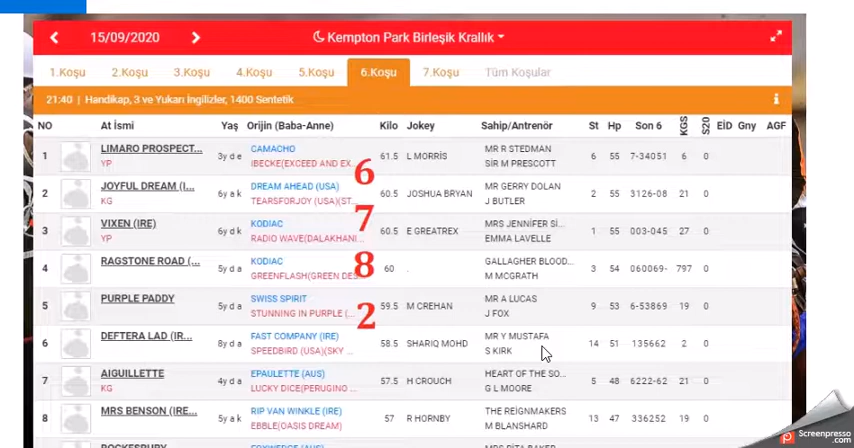 15/09/2020
Kempton Park Birleşik Krallık
1.Koşu 2.Koşu 3.Koşu 4.Koşu 5.Koşu 6.Koşu 7.Koşu Tüm Koşular
21:40 | Handikap, 3 ve Yukarı İngilizler, 1400 Sentetik
NO At İsmi Yaş Orijin (Baba-Anne) Kilo Jokey Sahip/Antrenör St Hp Son 6 KGS S20 EİD Gny AGF
1 LIMARO PROSPECT... 3y d e CAMACHO 61.5 L MORRİS MR R STEDMAN 6 55 7-34051 6 0
YP IBECKE(EXCEED AND EX... SİR M PRESCOTT
6
2 JOYFUL DREAM (I... 6y a k DREAM AHEAD (USA) 60.5 JOSHUA BRYAN MR GERRY DOLAN 2 55 3126-08 21 0
KG TEARSFORJOY (USA)(ST... J BUTLER
7
3 VIXEN (IRE) 6y d k KODIAC 60.5 E GREATREX MRS JENNİFER Sİ... 1 55 003-045 27 0
YP RADIO WAVE(DALAKHANI... EMMA LAVELLE
8
4 RAGSTONE ROAD (... 5y d a KODIAC 60 . GALLAGHER BLOOD... 3 54 060069- 797 0
GREENFLASH(GREEN DES... M MCGRATH
2
5 PURPLE PADDY 5y d a SWISS SPIRIT 59.5 M CREHAN MR A LUCAS 9 53 6-53869 19 0
STUNNING IN PURPLE (... J FOX
6 DEFTERA LAD (IR... 8y d a FAST COMPANY (IRE) 58.5 SHARIQ MOHD MR Y MUSTAFA 14 51 135662 2 0
SPEEDBIRD (USA)(SKY ... S KIRK
7 AIGUILLETTE 4y d a EPAULETTE (AUS) 57.5 H CROUCH HEART OF THE SO... 5 48 6222-62 21 0
KG LUCKY DICE(PERUGINO ... G L MOORE
8 MRS BENSON (IRE... 5y a k RIP VAN WINKLE (IRE) 57 R HORNBY THE REIGNMAKERS 13 47 336252 19 0
EBBLE(OASIS DREAM) M BLANSHARD
Screenpresso
.com